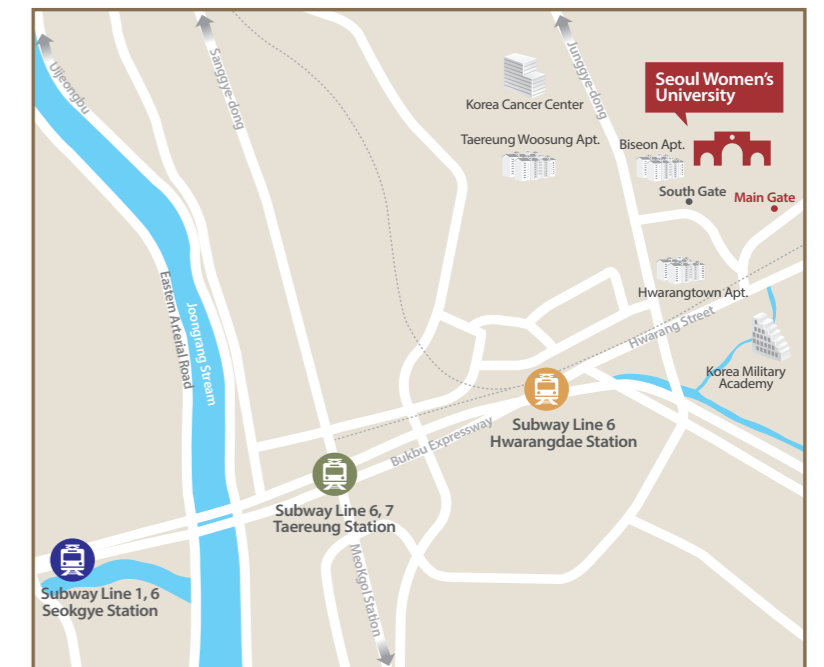 Uijeongbu
Sanggye-dong
Junggye-dong
Korea Cancer Center
Seoul Women's
University
Taereung Woosung Apt.
Biseon Apt.
South Gate
Main Gate
Eastern Arterial Road
Joongrang Stream
Hwarangtown Apt.
Hwarang Street
Korea Military
Academy
Subway Line 6
Hwarangdae Station
Bukbu Expressway
Subway Line 6, 7
Taereung Station
MeoKgol Station
Subway Line 1, 6
Seokgye Station